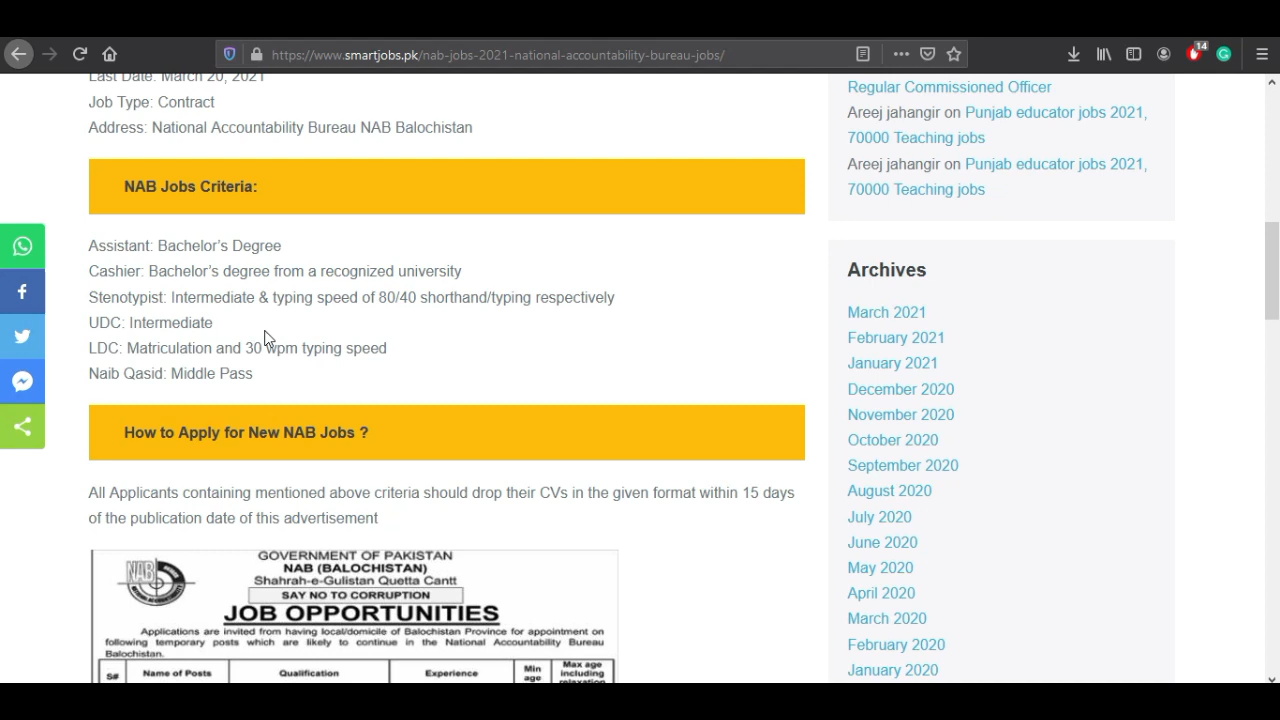 https://www.smartjobs.pk/nab-jobs-2021-national-accountability-bureau-jobs/
14
Last Date: March 20, 2021
Job Type: Contract
Address: National Accountability Bureau NAB Balochistan
NAB Jobs Criteria:
Assistant: Bachelor’s Degree
Cashier: Bachelor’s degree from a recognized university
Stenotypist: Intermediate & typing speed of 80/40 shorthand/typing respectively
UDC: Intermediate
LDC: Matriculation and 30 wpm typing speed
Naib Qasid: Middle Pass
How to Apply for New NAB Jobs ?
All Applicants containing mentioned above criteria should drop their CVs in the given format within 15 days
of the publication date of this advertisement
NAB
GOVERNMENT OF PAKISTAN
NAB (BALOCHISTAN)
Shahrah-e-Gulistan Quetta Cantt
SAY NO TO CORRUPTION
JOB OPPORTUNITIES
Applications are invited from having local/domicile of Balochistan Province for appointment on
following temporary posts which are likely to continue in the National Accountability Bureau
Balochistan.
S# Name of Posts Qualification Experience Min age Max age including relaxation
Regular Commissioned Officer
Areej jahangir on Punjab educator jobs 2021,
70000 Teaching jobs
Areej jahangir on Punjab educator jobs 2021,
70000 Teaching jobs
Archives
March 2021
February 2021
January 2021
December 2020
November 2020
October 2020
September 2020
August 2020
July 2020
June 2020
May 2020
April 2020
March 2020
February 2020
January 2020